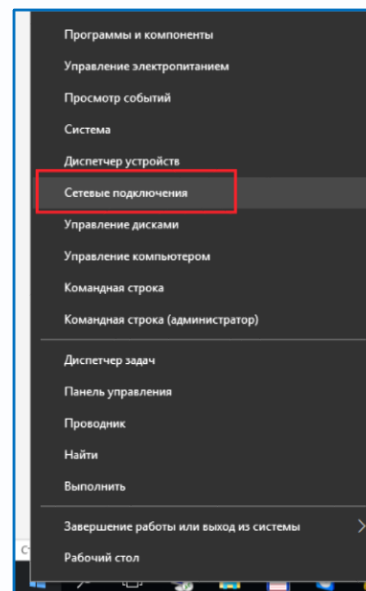 Программы и компоненты
Управление электропитанием
Просмотр событий
Система
Диспетчер устройств
Сетевые подключения
Управление дисками
Управление компьютером
Командная строка
Командная строка (администратор)
Диспетчер задач
Панель управления
Проводник
Найти
Выполнить
Завершение работы или выход из системы
Рабочий стол